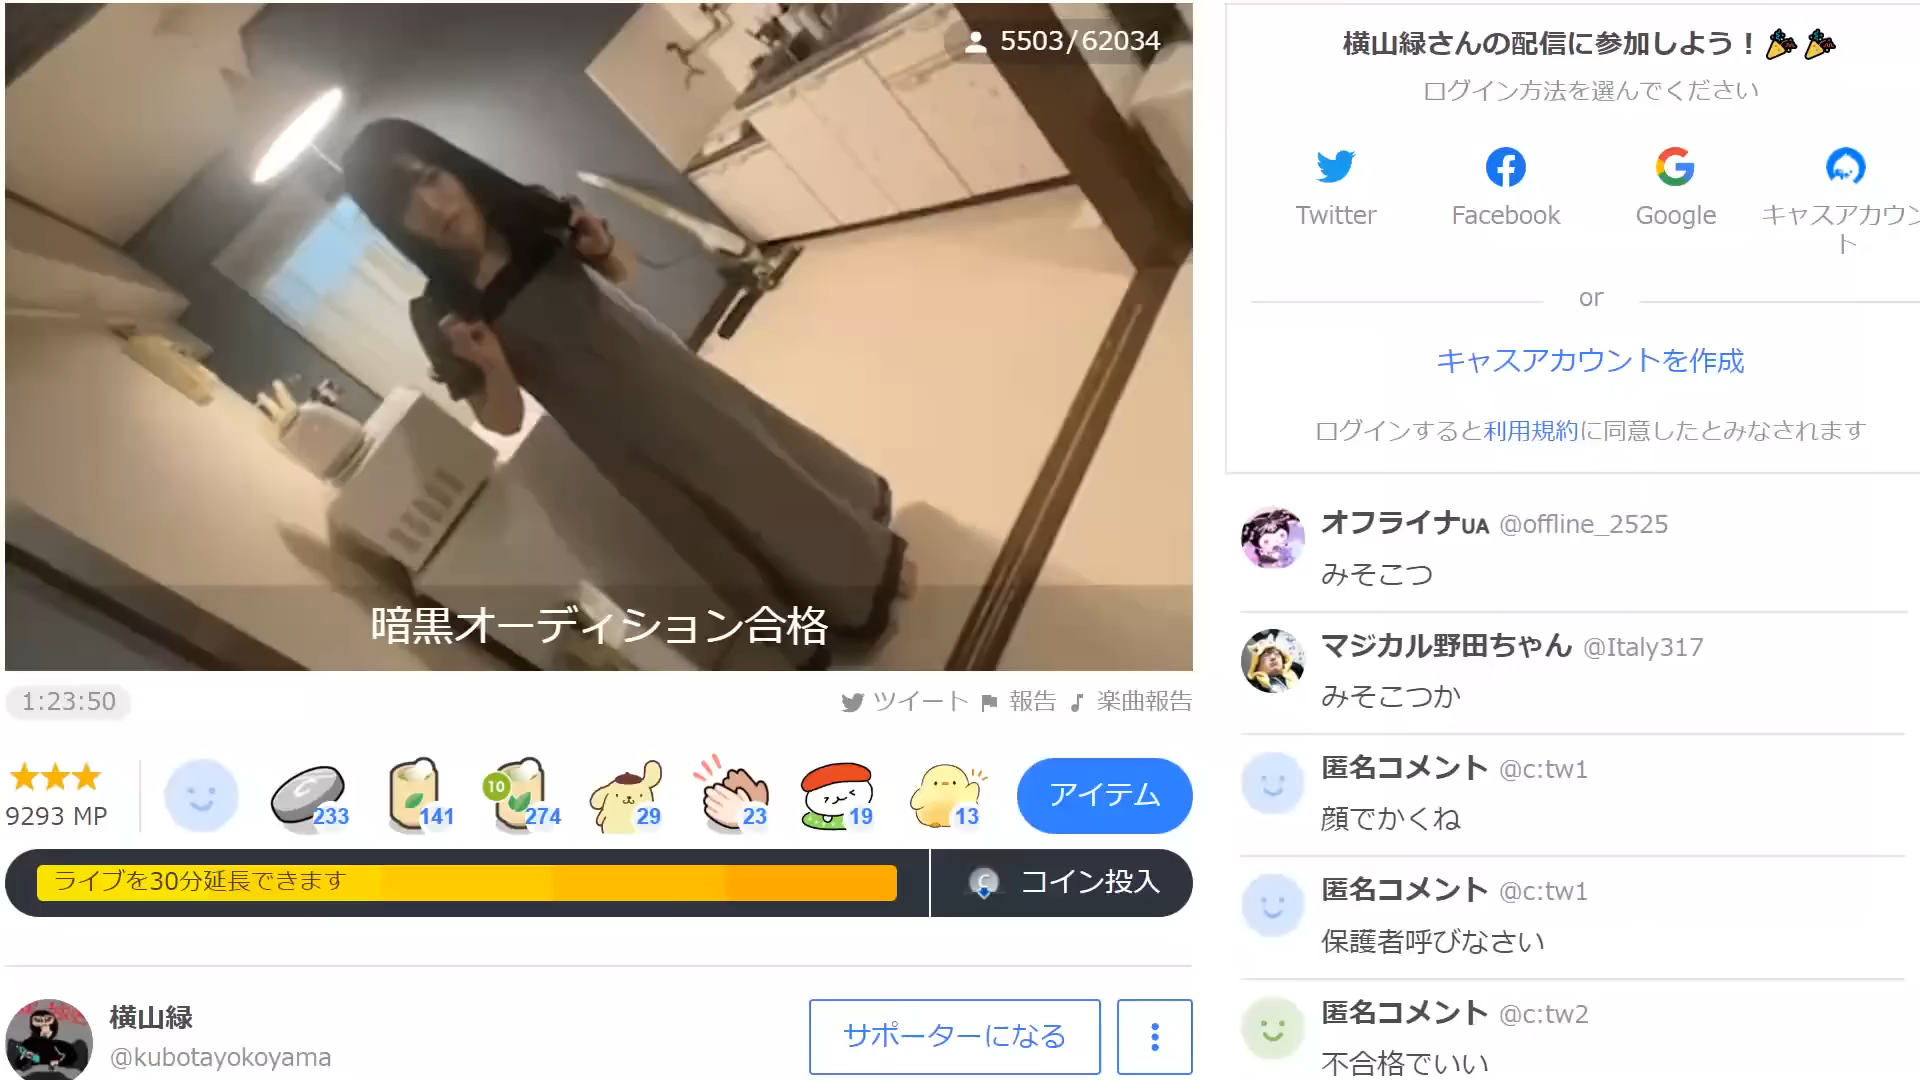 5503/62034
暗黒オーディション合格
1:23:50
ツイート 報告 楽曲報告
9293 MP
233
141
10
274
29
23
19
13
アイテム
ライブを30分延長できます
コイン投入
横山緑
@kubotayokoyama
サポーターになる
横山緑さんの配信に参加しよう！
ログイン方法を選んでください
Twitter
Facebook
Google
キャスアカウン
ト
or
キャスアカウントを作成
ログインすると利用規約に同意したとみなされます
オフライナUA @offline_2525
みそこつ
マジカル野田ちゃん @Italy317
みそこつか
匿名コメント @c:tw1
顔でかくね
匿名コメント @c:tw1
保護者呼びなさい
匿名コメント @c:tw2
不合格でいい